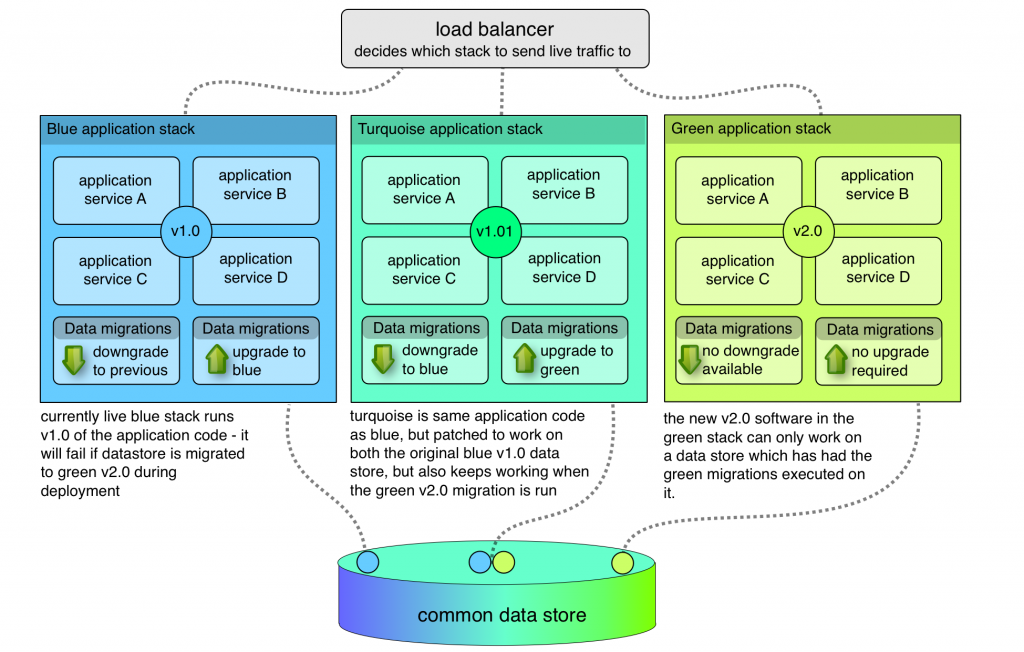 load balancer
decides which stack to send live traffic to
Blue application stack
application
service A
application
service B
v1.0
application
service C
application
service D
Data migrations
downgrade
to previous
Data migrations
upgrade to
blue
currently live blue stack runs
v1.0 of the application code - it
will fail if datastore is migrated
to green v2.0 during
deployment
Turquoise application stack
application
service A
application
service B
v1.01
application
service C
application
service D
Data migrations
downgrade
to blue
Data migrations
upgrade to
green
turquoise is same application code
as blue, but patched to work on
both the original blue v1.0 data
store, but also keeps working when
the green v2.0 migration is run
Green application stack
application
service A
application
service B
v2.0
application
service C
application
service D
Data migrations
no downgrade
available
Data migrations
no upgrade
required
the new v2.0 software in the
green stack can only work on
a data store which has had the
green migrations executed on
it.
common data store